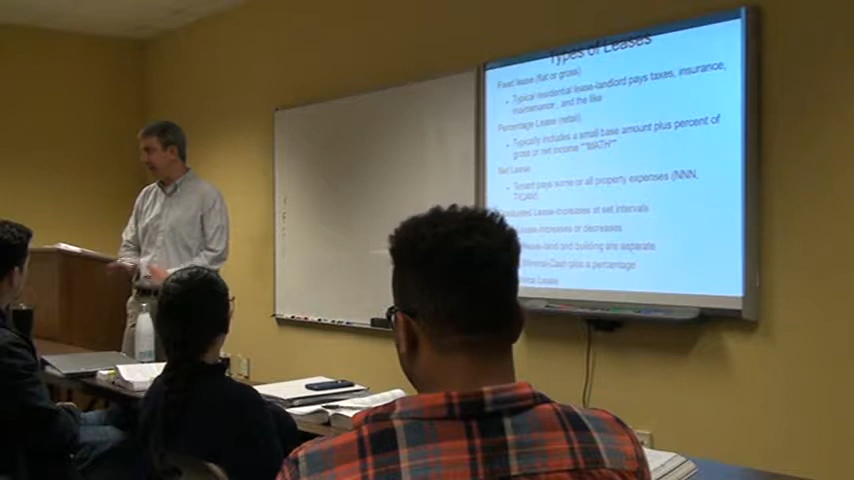 Types of Leases
Fixed lease (flat or gross)
Typical residential lease-landlord pays taxes, insurance,
maintenance, and the like
Percentage Lease (retail)
Typically includes a small base amount plus percent of
gross or net income **MATH**
Net Lease
Tenant pays some or all property expenses (NNN,
Lease-increases at set intervals
Lease-increases or decreases
lease-land and building are separate
Mineral-Cash plus a percentage
Lease